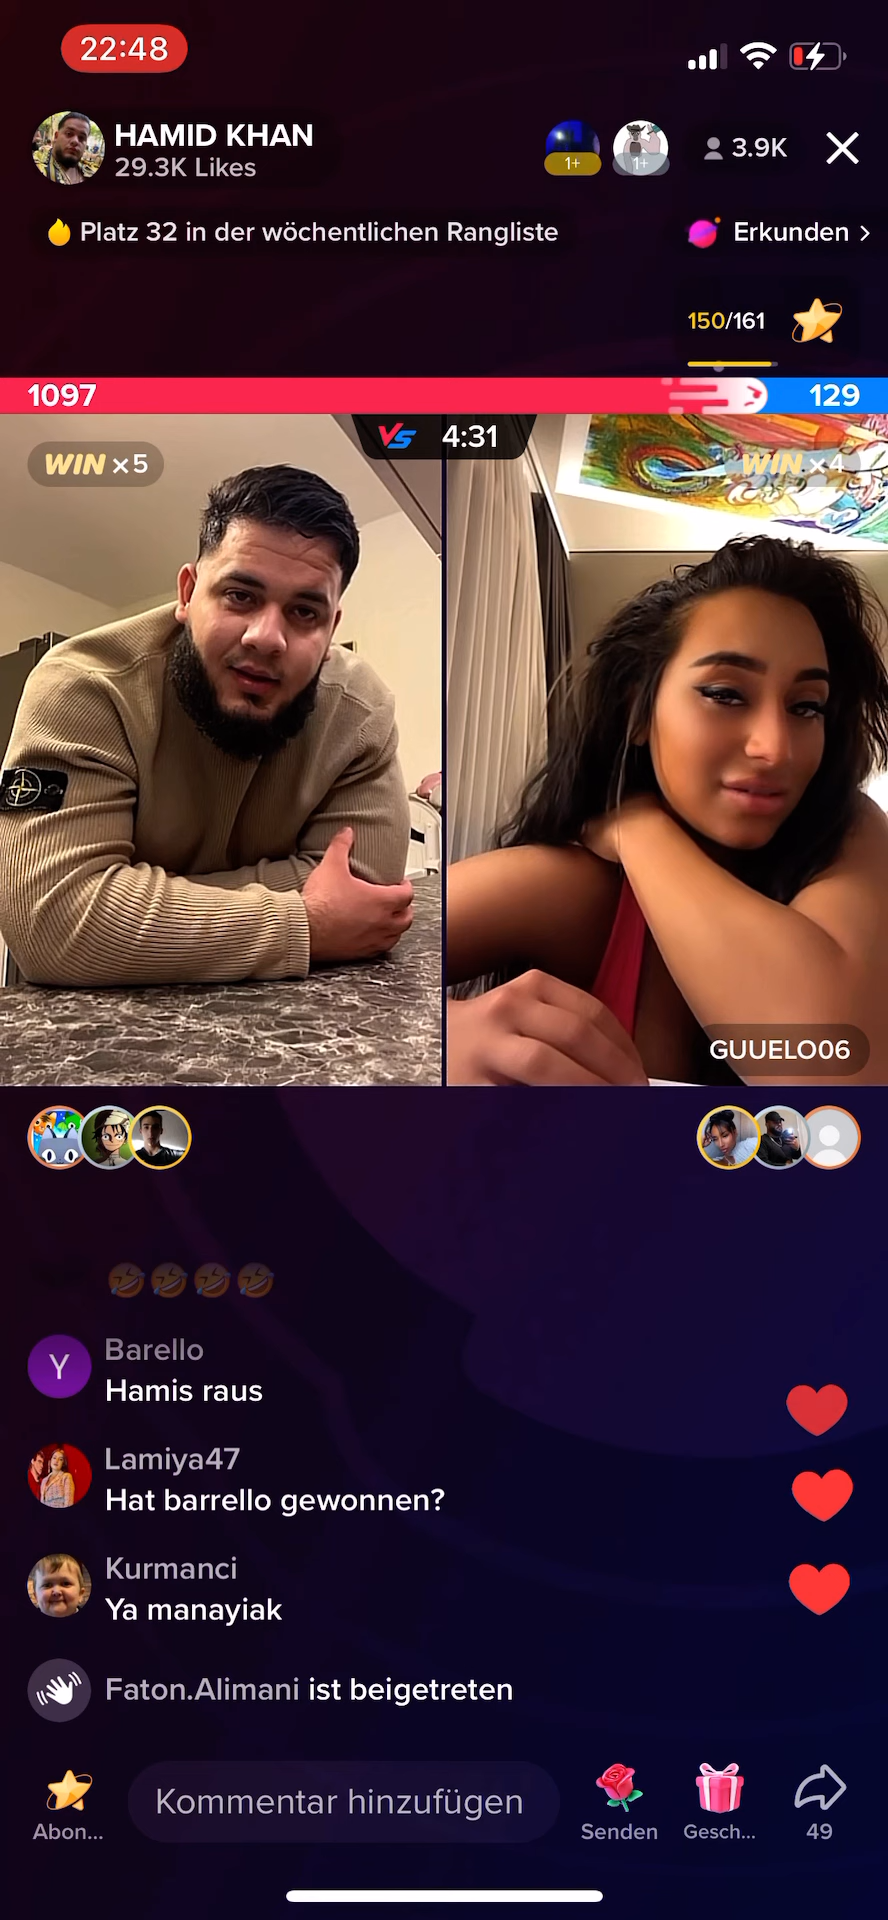 22:48
HAMID KHAN
29.3K Likes
1+
1+
3.9K
Platz 32 in der wöchentlichen Rangliste
Erkunden >
150/161
1097
129
VS 4:31
WIN x5
WIN x4
GUUELO06
Barello
Y
Hamis raus
Lamiya47
Hat barrello gewonnen?
Kurmanci
Ya manayiak
Faton.Alimani ist beigetreten
Kommentar hinzufügen
Abon...
Senden
Gesch...
49